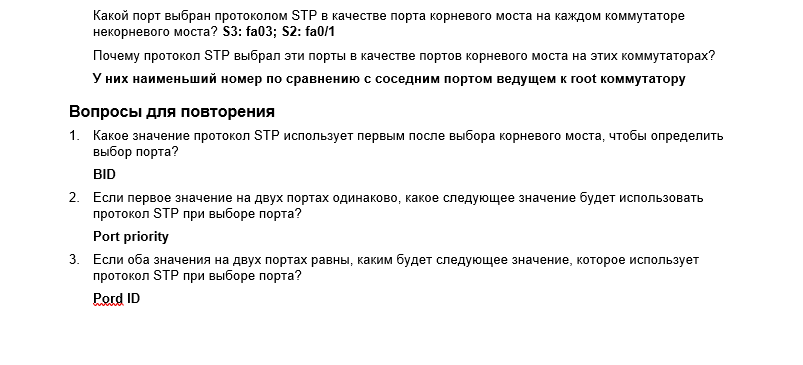 Какой порт выбран протоколом STP в качестве порта корневого моста на каждом коммутаторе
некорневого моста? S3: fa03; S2: fa0/1
Почему протокол STP выбрал эти порты в качестве портов корневого моста на этих коммутаторах?
У них наименьший номер по сравнению с соседним портом ведущем к root коммутатору
Вопросы для повторения
1. Какое значение протокол STP использует первым после выбора корневого моста, чтобы определить
выбор порта?
BID
2. Если первое значение на двух портах одинаково, какое следующее значение будет использовать
протокол STP при выборе порта?
Port priority
3. Если оба значения на двух портах равны, каким будет следующее значение, которое использует
протокол STP при выборе порта?
Pord ID